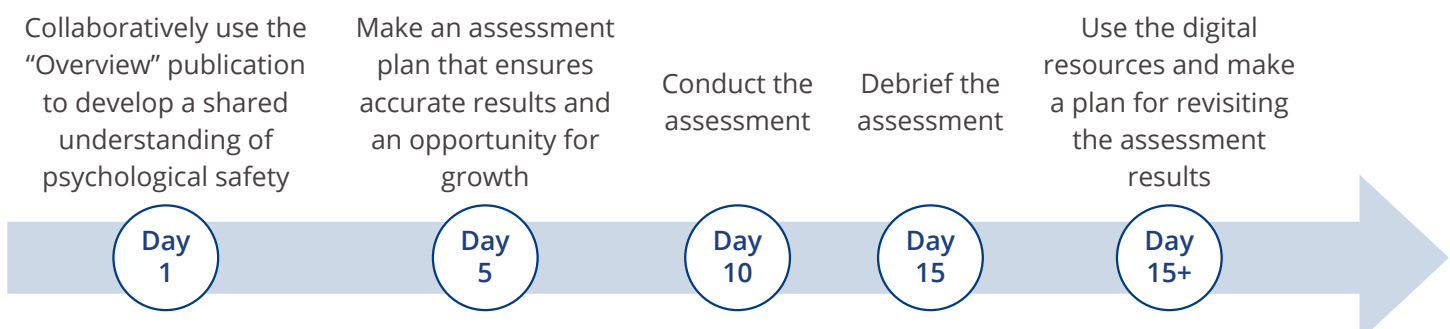 Collaboratively use the
“Overview” publication
to develop a shared
understanding of
psychological safety
Make an assessment
plan that ensures
accurate results and
an opportunity for
growth
Conduct the
assessment
Debrief the
assessment
Use the digital
resources and make
a plan for revisiting
the assessment
results
Day
1
Day
5
Day
10
Day
15
Day
15+